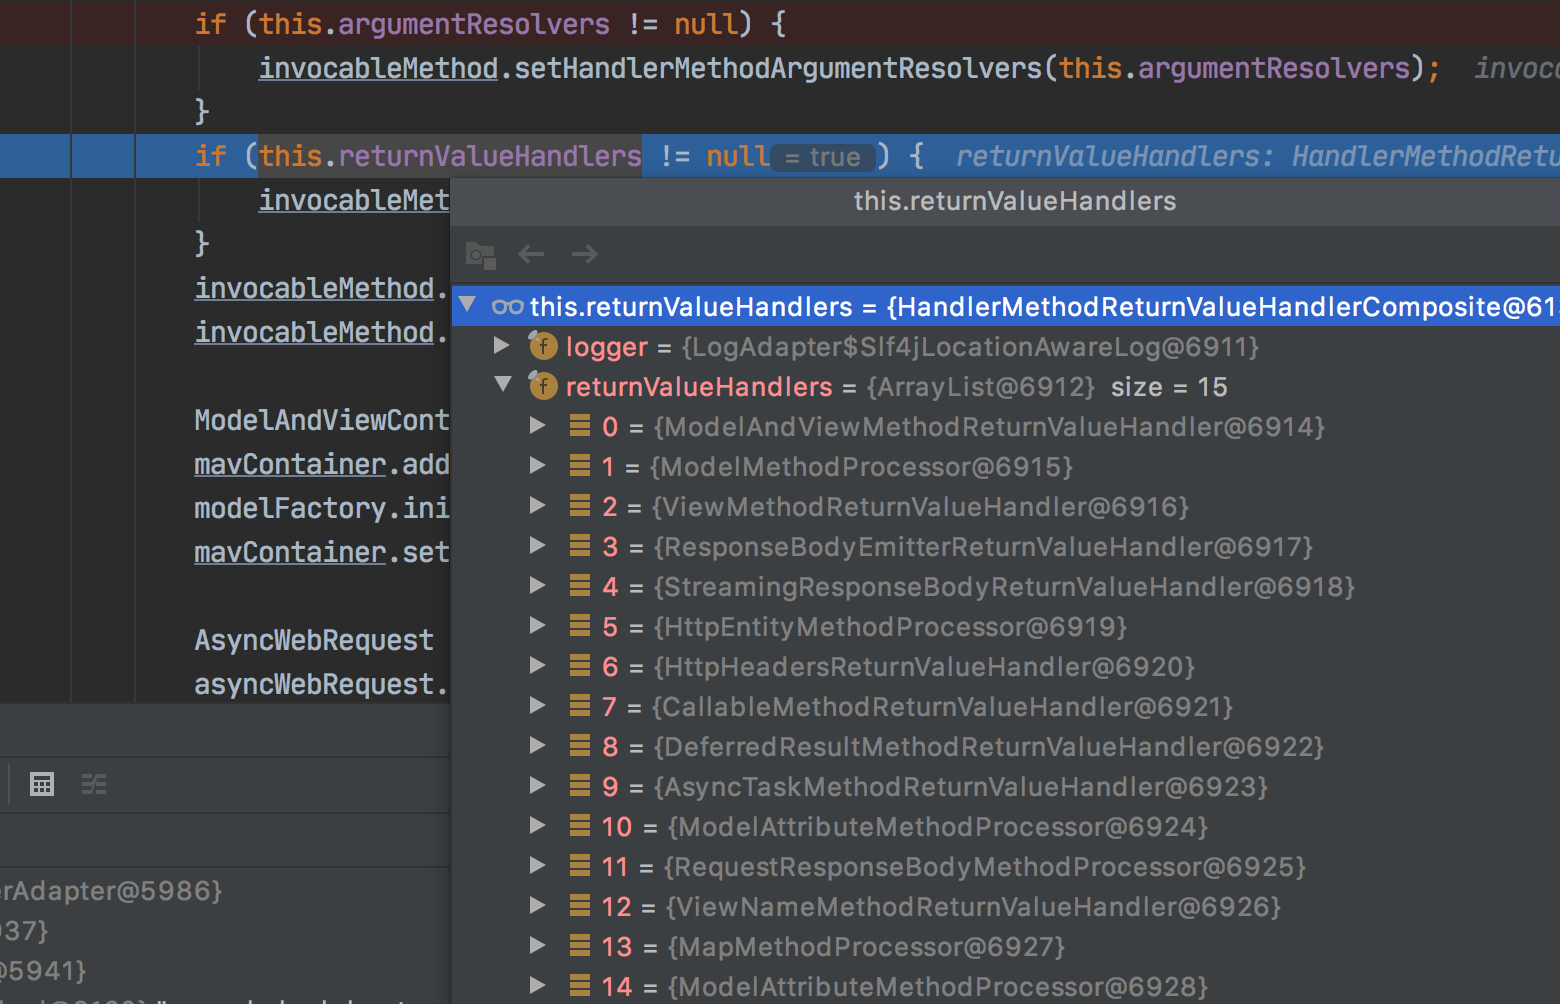 if (this.argumentResolvers != null) {
invocableMethod.setHandlerMethodArgumentResolvers(this.argumentResolvers);
}
if (this.returnValueHandlers != null = true ) { returnValueHandlers:
invocableMet
this.returnValueHandlers
}
invocableMethod.
this.returnValueHandlers = {HandlerMethodReturnValueHandlerComposite@61
invocableMethod.
logger = {LogAdapter$Slf4jLocationAwareLog@6911}
returnValueHandlers = {ArrayList@6912} size = 15
ModelAndViewCont
0 = {ModelAndViewMethodReturnValueHandler@6914}
mavContainer.add
1 = {ModelMethodProcessor@6915}
modelFactory.ini
2 = {ViewMethodReturnValueHandler@6916}
mavContainer.set
3 = {ResponseBodyEmitterReturnValueHandler@6917}
4 = {StreamingResponseBodyReturnValueHandler@6918}
AsyncWebRequest
5 = {HttpEntityMethodProcessor@6919}
asyncWebRequest.
6 = {HttpHeadersReturnValueHandler@6920}
7 = {CallableMethodReturnValueHandler@6921}
8 = {DeferredResultMethodReturnValueHandler@6922}
9 = {AsyncTaskMethodReturnValueHandler@6923}
10 = {ModelAttributeMethodProcessor@6924}
11 = {RequestResponseBodyMethodProcessor@6925}
erAdapter@5986}
12 = {ViewNameMethodReturnValueHandler@6926}
937}
13 = {MapMethodProcessor@6927}
@5941}
14 = {ModelAttributeMethodProcessor@6928}